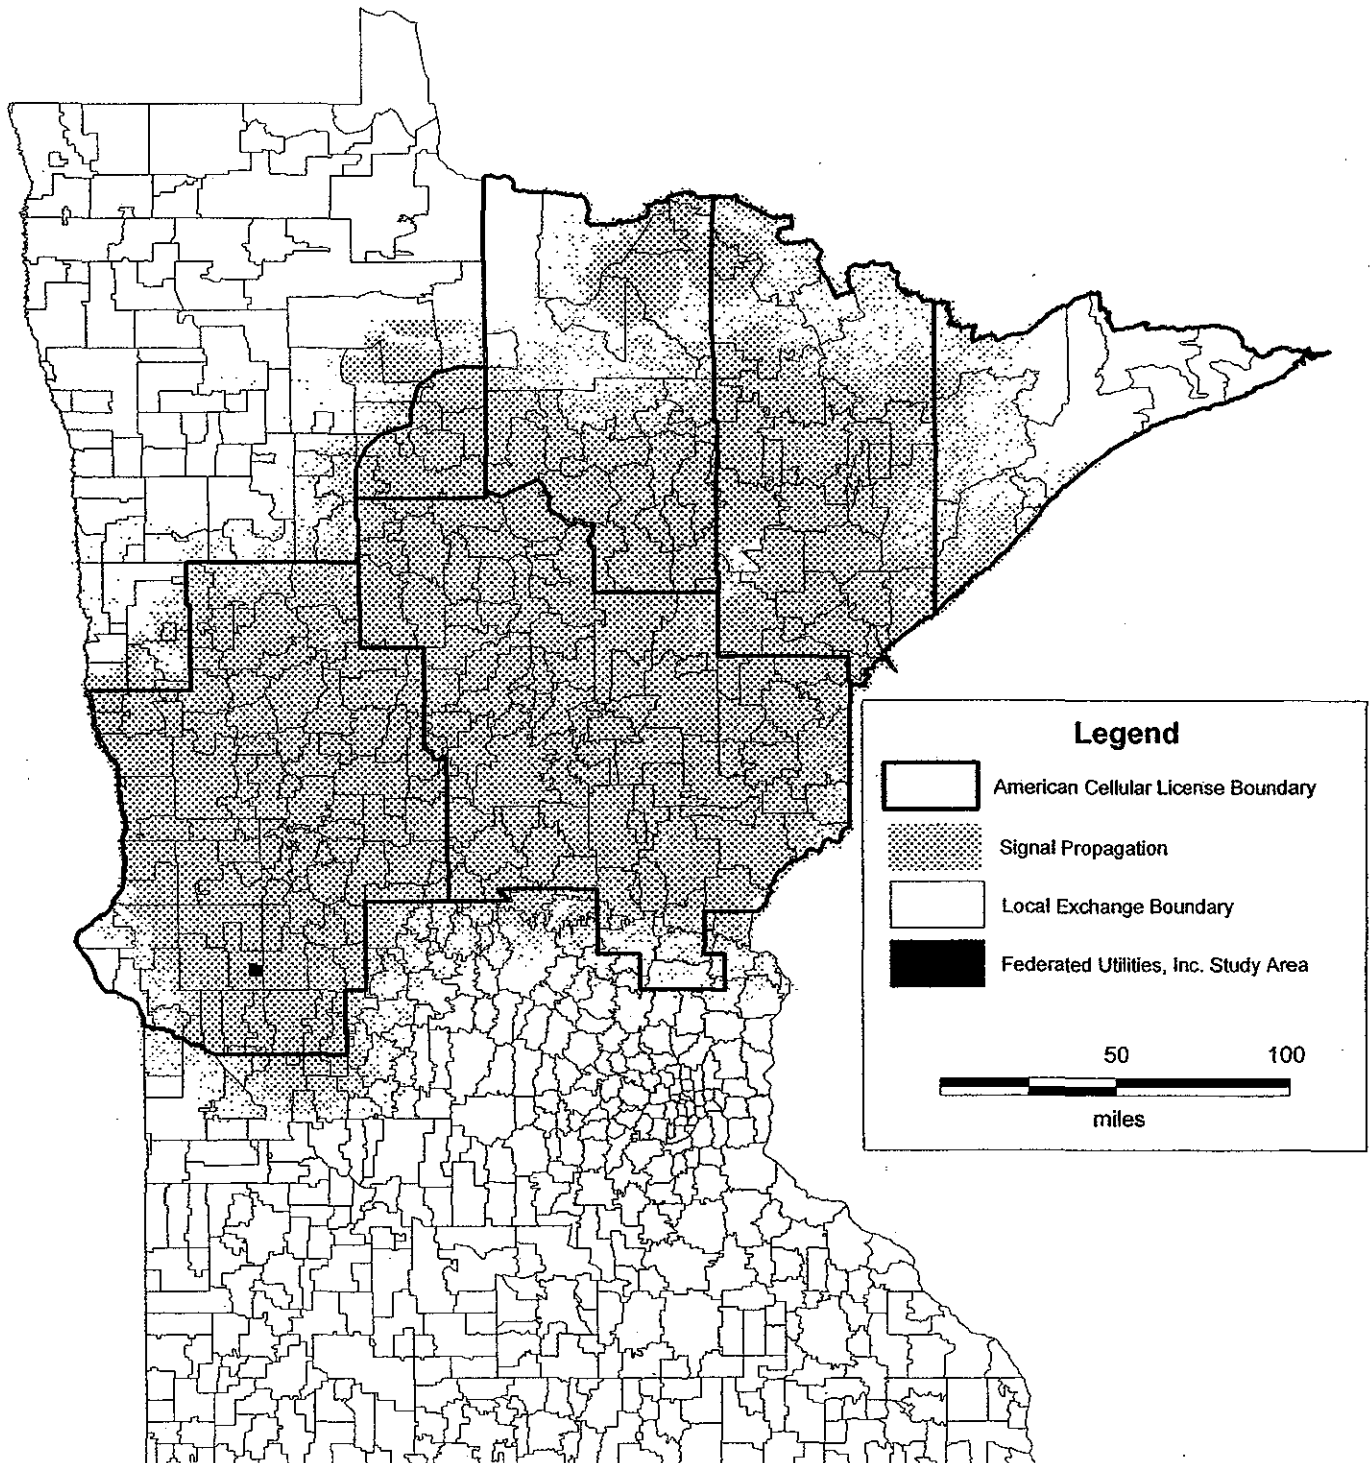 Legend
American Cellular License Boundary
Signal Propagation
Local Exchange Boundary
Federated Utilities, Inc. Study Area
50 100
miles